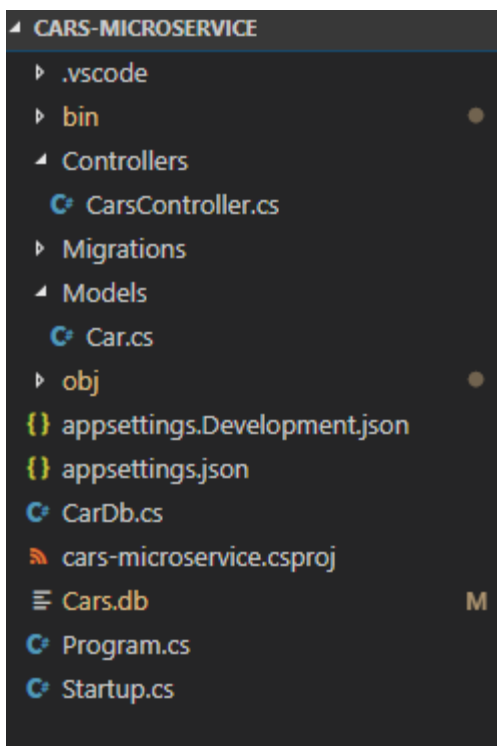 CARS-MICROSERVICE
.vscode
bin
Controllers
C# CarsController.cs
Migrations
Models
C# Car.cs
obj
{} appsettings.Development.json
{} appsettings.json
C# CarDb.cs
cars-microservice.csproj
Cars.db M
C# Program.cs
C# Startup.cs